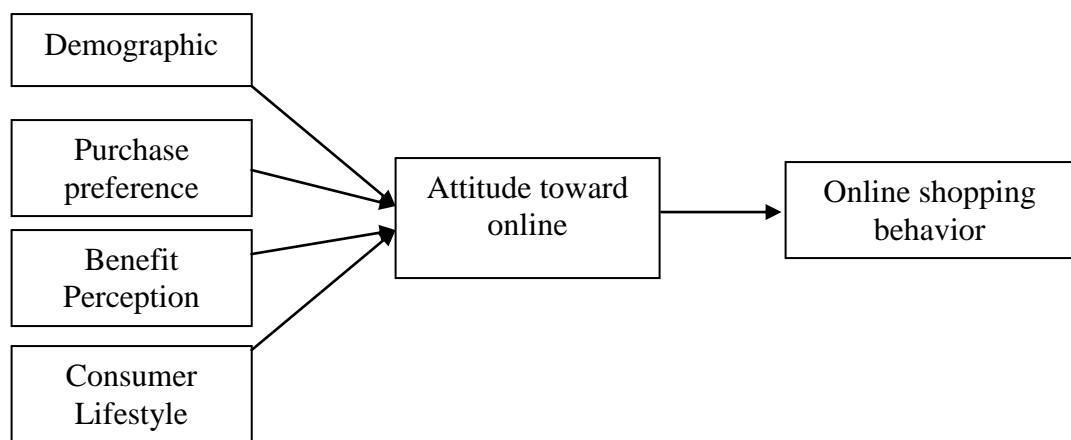 Demographic
Purchase
preference
Benefit
Perception
Consumer
Lifestyle
Attitude toward
online
Online shopping
behavior